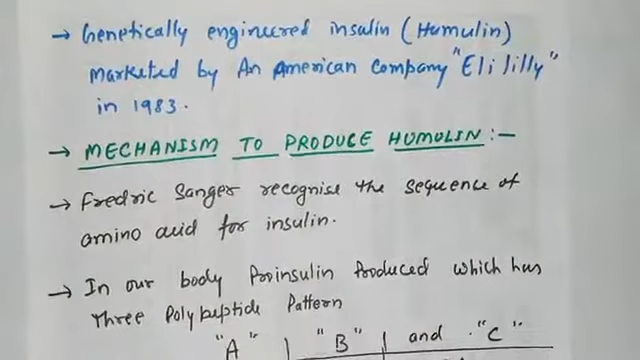 → Genetically engineered insulin (Humulin)
marketed by An American company "Eli lilly"
in 1983.
→ MECHANISM TO PRODUCE HUMULIN:-
→ Fredric Sanger recognise the sequence of
amino acid for insulin.
→ In our body Proinsulin Produced which has
three Polypeptide Pattern
"A" | "B" | and "C"